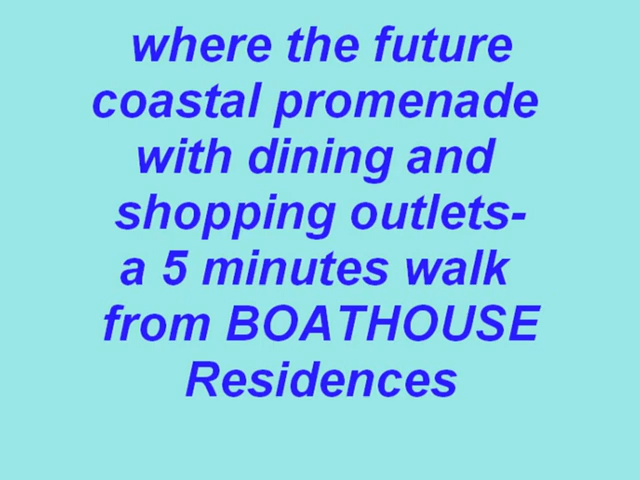 where the future
coastal promenade
with dining and
shopping outlets-
a 5 minutes walk
from BOATHOUSE
Residences